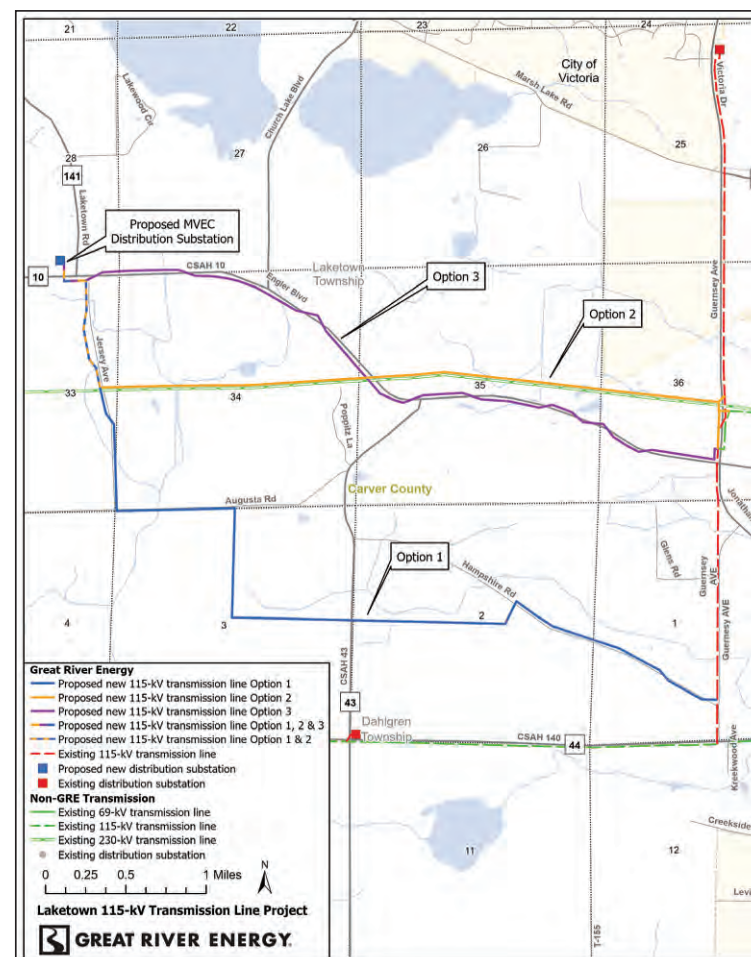 21
22
23
24
City of
Victoria
Victoria Dr
Lakewood Cir
Church Lake Blvd
Marsh Lake Rd
28
27
26
25
141
Laketown Rd
Proposed MVEC
Distribution Substation
10
CSAH 10
Laketown
Township
Engler Blvd
Option 3
Option 2
Guernsey Ave
Jersey Ave
33
34
35
36
Poppitz La
Carver County
Augusta Rd
Jonatha
Option 1
Hampshire Rd
Glens Rd
Guernsey
AVE
Guernesy AVE
4
3
2
1
CSAH 43
43
Dahlgren
Township
CSAH 140
44
Kreekwood Ave
Creekside
11
12
Levi
T-155
Great River Energy
Proposed new 115-kV transmission line Option 1
Proposed new 115-kV transmission line Option 2
Proposed new 115-kV transmission line Option 3
Proposed new 115-kV transmission line Option 1, 2 & 3
Proposed new 115-kV transmission line Option 1 & 2
Existing 115-kV transmission line
Proposed new distribution substation
Existing distribution substation
Non-GRE Transmission
Existing 69-kV transmission line
Existing 115-kV transmission line
Existing 230-kV transmission line
Existing distribution substation
0 0.25 0.5 1 Miles
N
Laketown 115-kV Transmission Line Project
GREAT RIVER ENERGY